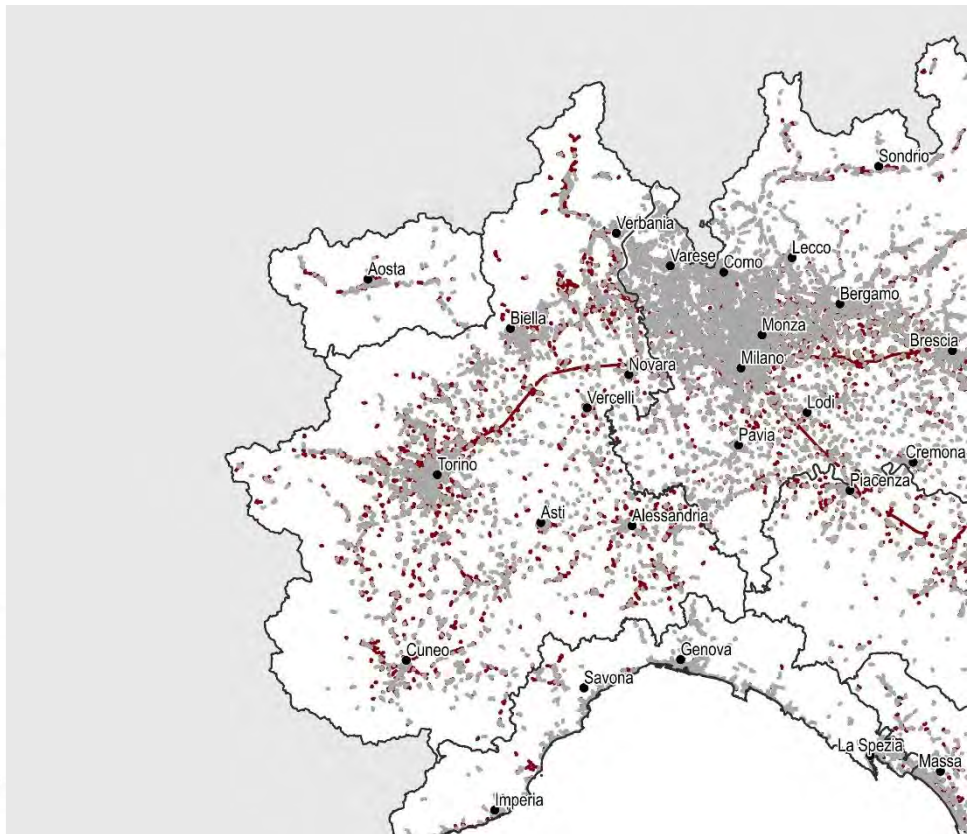 Sondrio
Verbania
Lecco
Varese
Como
Aosta
Bergamo
Biella
Monza
Brescia
Milano
Novara
Vercelli
Lodi
Pavia
Cremona
Torino
Piacenza
Asti
Alessandria
Cuneo
Genova
Savona
La Spezia
Massa
Imperia